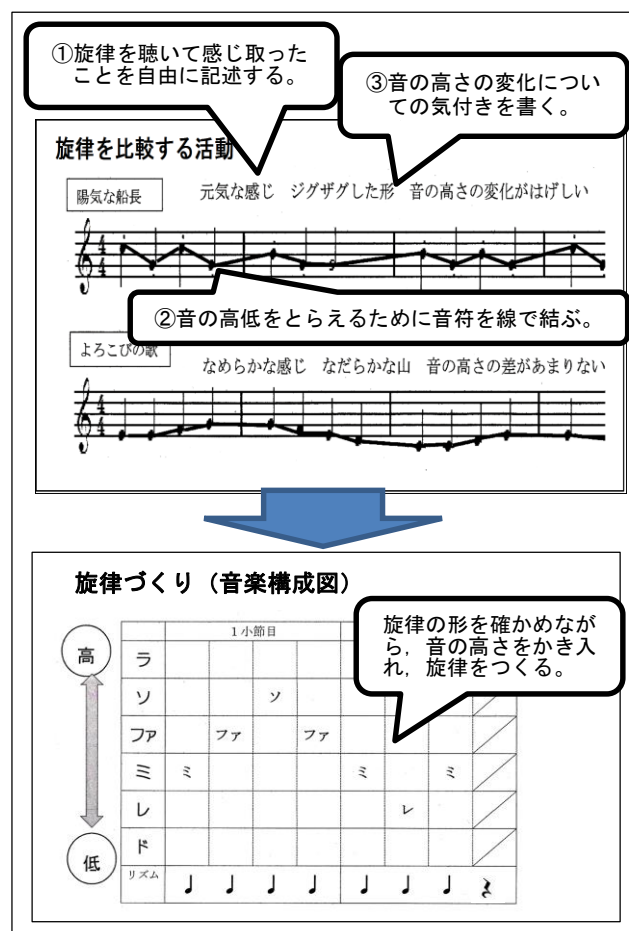 ①旋律を聴いて感じ取った
ことを自由に記述する。
③音の高さの変化につい
ての気付きを書く。
旋律を比較する活動
陽気な船長
元気な感じ ジグザグした形 音の高さの変化がはげしい
②音の高低をとらえるために音符を線で結ぶ。
よろこびの歌
なめらかな感じ なだらかな山 音の高さの差があまりない
旋律づくり（音楽構成図）
旋律の形を確かめなが
ら，音の高さをかき入
れ，旋律をつくる。
1小節目
高
ラ
ソ ソ
ファ ファ ファ
ミ ミ ミ ミ
レ レ
ド
低
リズム